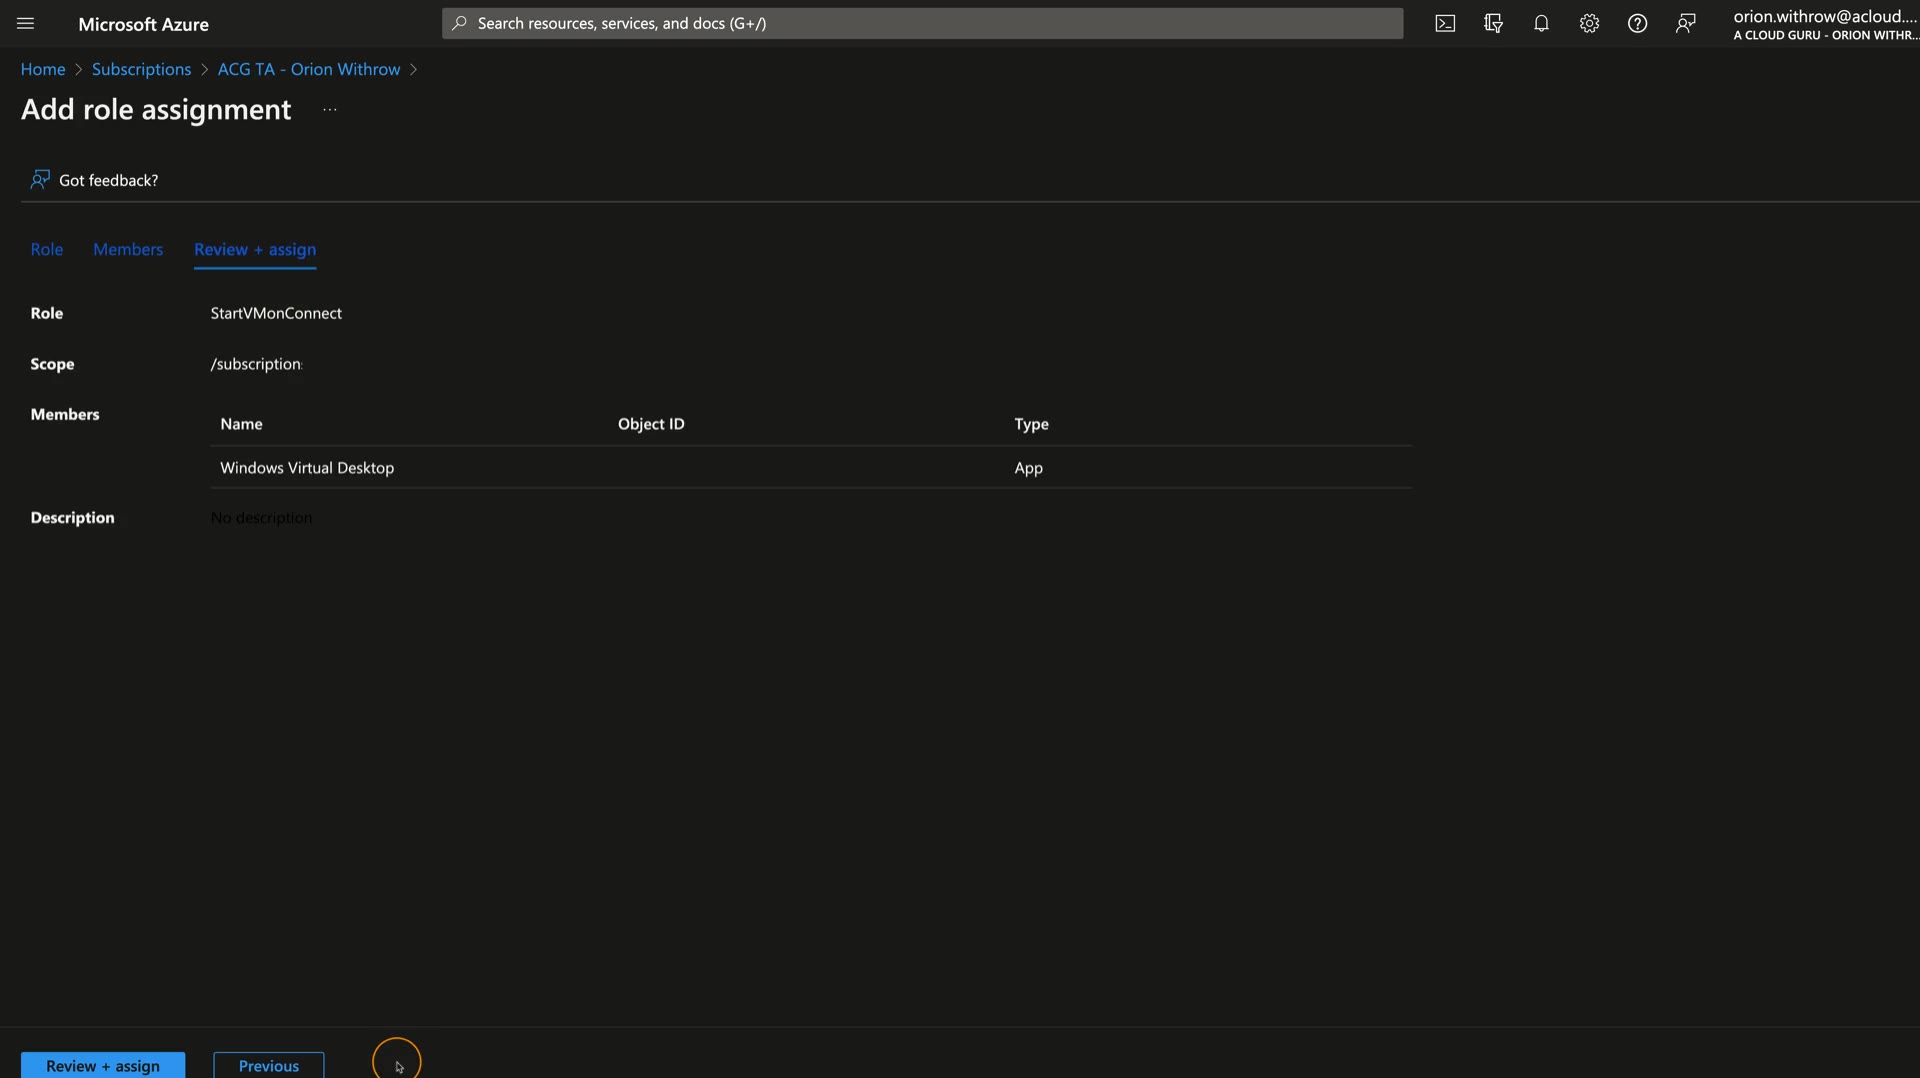 Microsoft Azure
Search resources, services, and docs (G+/)
orion.withrow@acloud....
A CLOUD GURU - ORION WITHR...
Home > Subscriptions > ACG TA - Orion Withrow >
Add role assignment ...
Got feedback?
Role Members Review + assign
Role StartVMonConnect
Scope /subscription
Members
Name Object ID Type
Windows Virtual Desktop App
Description No description
Review + assign Previous